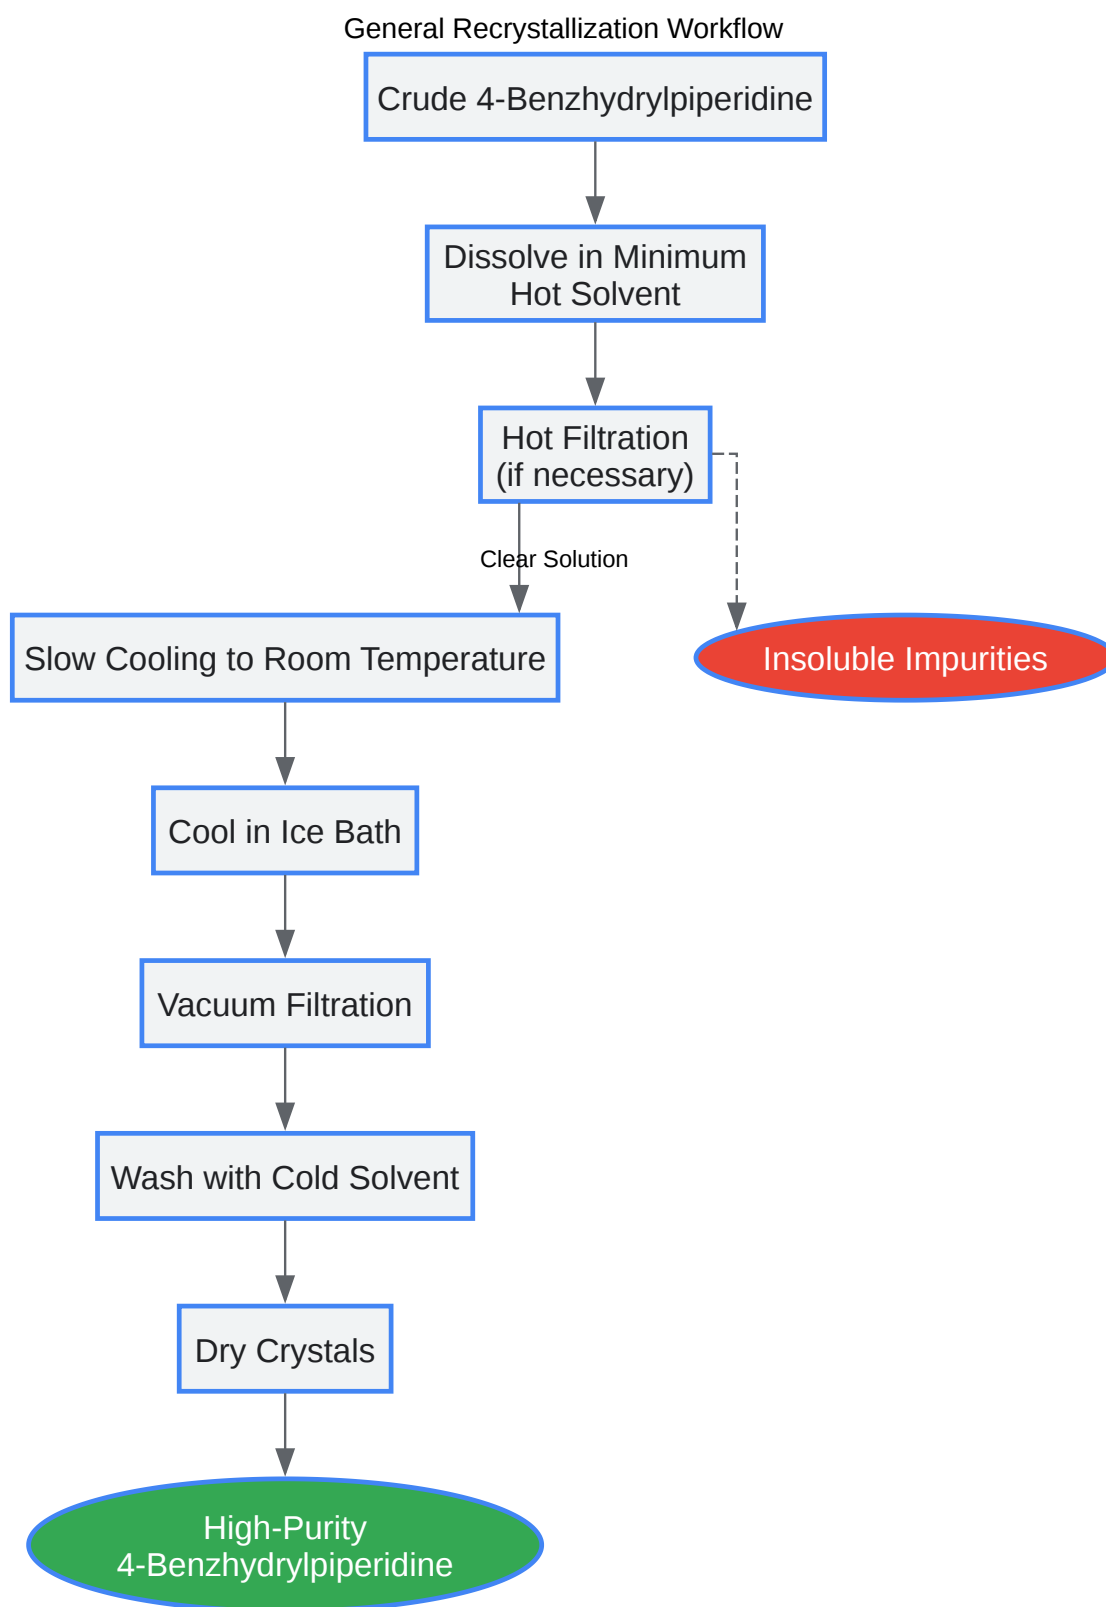 General Recrystallization Workflow
Crude 4-Benzhydrylpiperidine
Dissolve in Minimum
Hot Solvent
Hot Filtration
(if necessary)
Clear Solution
Slow Cooling to Room Temperature
Insoluble Impurities
Cool in Ice Bath
Vacuum Filtration
Wash with Cold Solvent
Dry Crystals
High-Purity
4-Benzhydrylpiperidine